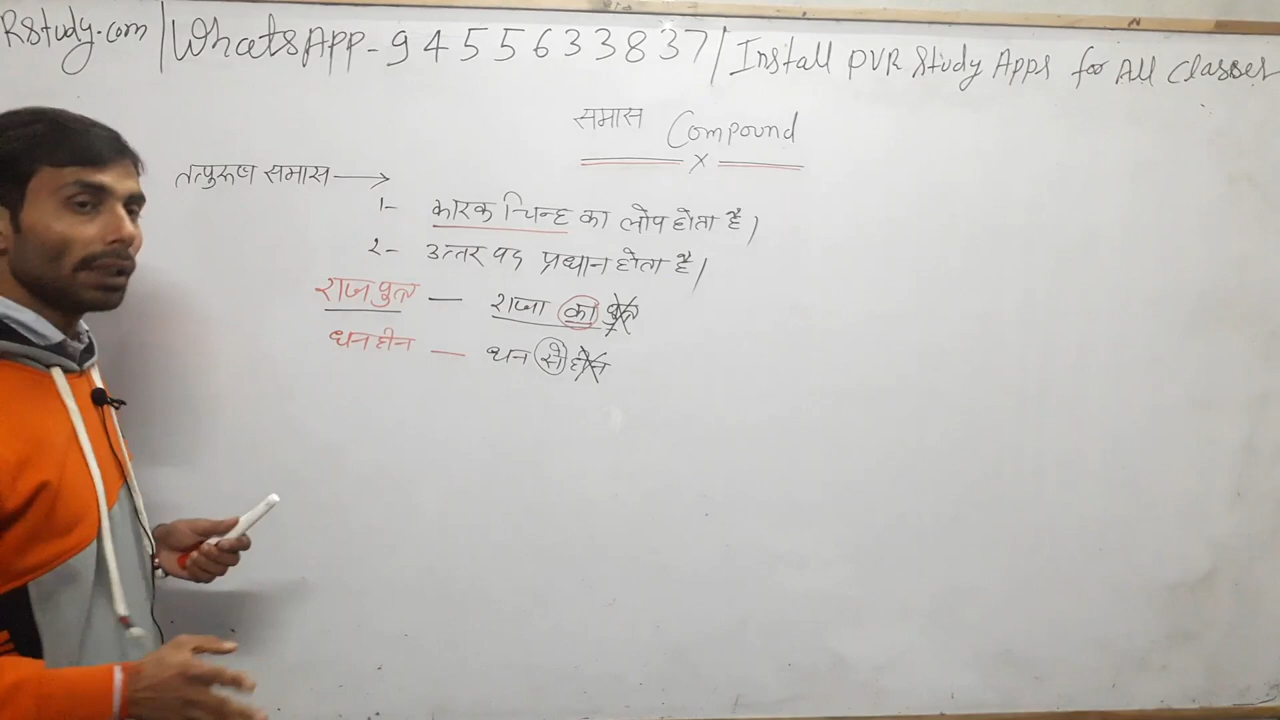 RStudy.com | WhatsApp - 9455633837 | Install PVR Study Apps for All Classes
समास Compound
x
तत्पुरूष समास →
1- कारक चिन्ह का लोप होता है।
2- उत्तर पद प्रधान होता है।
राजपुत्र — राजा का पुत्र
धनहीन — धन से हीन